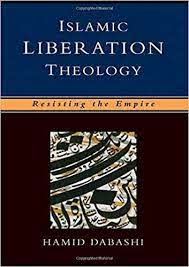 ISLAMIC
LIBERATION
THEOLOGY
Resisting the Empire
HAMID DABASHI